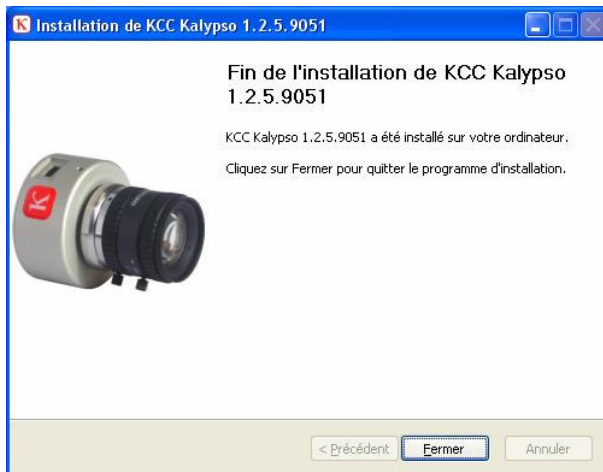 Installation de KCC Kalypso 1.2.5.9051
Fin de l'installation de KCC Kalypso
1.2.5.9051
KCC Kalypso 1.2.5.9051 a été installé sur votre ordinateur.
Cliquez sur Fermer pour quitter le programme d'installation.
< Précédent Fermer Annuler